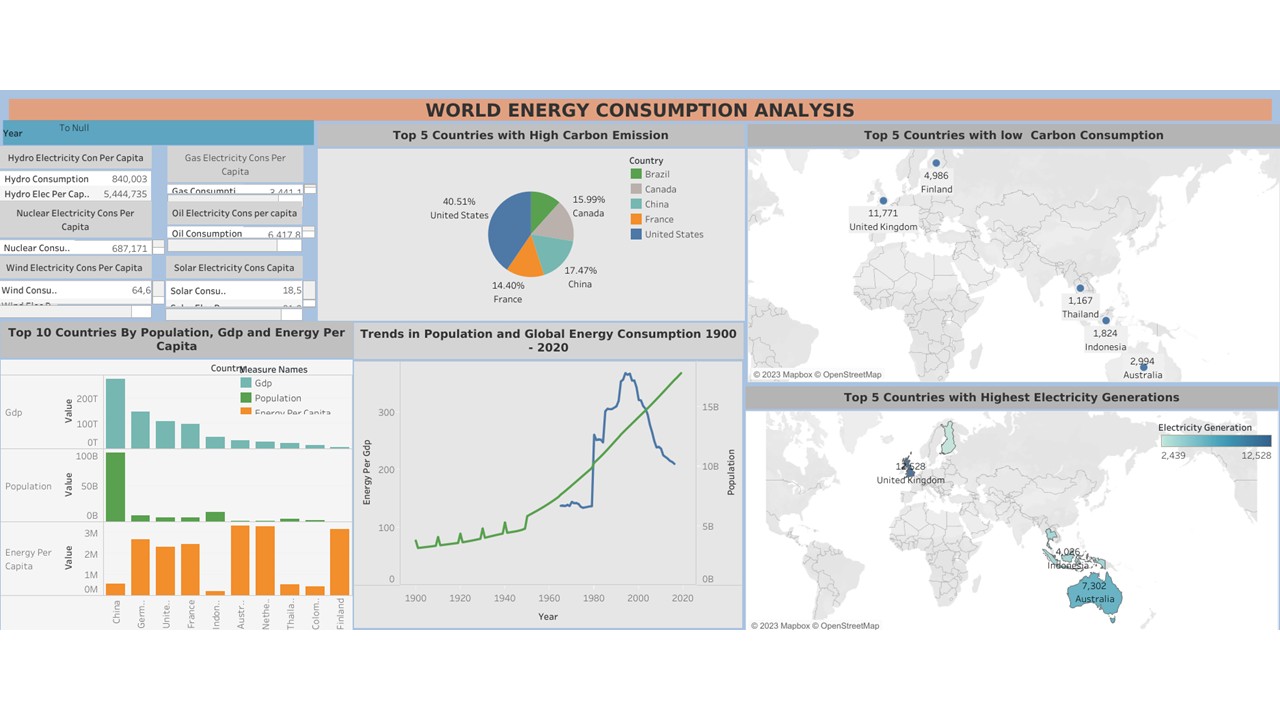 WORLD ENERGY CONSUMPTION ANALYSIS
Year
To Null
Hydro Electricity Con Per Capita
Hydro Consumption 840,003
Hydro Elec Per Cap.. 5,444,735
Gas Electricity Cons Per
Capita
Gas Consumpti..
Nuclear Electricity Cons Per
Capita
Nuclear Consu.. 687,171
Oil Electricity Cons per capita
Oil Consumption 6,417,8
Wind Electricity Cons Per Capita
Wind Consu.. 64,6
Solar Electricity Cons Per Capita
Solar Consu.. 18,5
Top 5 Countries with High Carbon Emission
Country
Brazil
Canada
China
France
United States
40.51%
United States
15.99%
Canada
17.47%
China
14.40%
France
Top 5 Countries with low Carbon Consumption
4,986
Finland
11,771
United Kingdom
1,167
Thailand
1,824
Indonesia
2,994
Australia
© 2023 Mapbox © OpenStreetMap
Top 10 Countries By Population, Gdp and Energy Per
Capita
Country
Measure Names
Gdp
Population
Energy Per Capita
Gdp
Value
200T
100T
0T
Population
Value
100B
50B
0B
Energy Per
Capita
Value
3M
2M
1M
0M
China
Germ..
Unite..
France
Indon..
Austr..
Nethe..
Thaila..
Colom..
Finland
Trends in Population and Global Energy Consumption 1900
- 2020
Energy Per Gdp
300
200
100
0
15B
10B
5B
0B
Population
1900 1920 1940 1960 1980 2000 2020
Year
Top 5 Countries with Highest Electricity Generations
Electricity Generation
2,439 12,528
12,528
United Kingdom
4,026
Indonesia
7,302
Australia
© 2023 Mapbox © OpenStreetMap